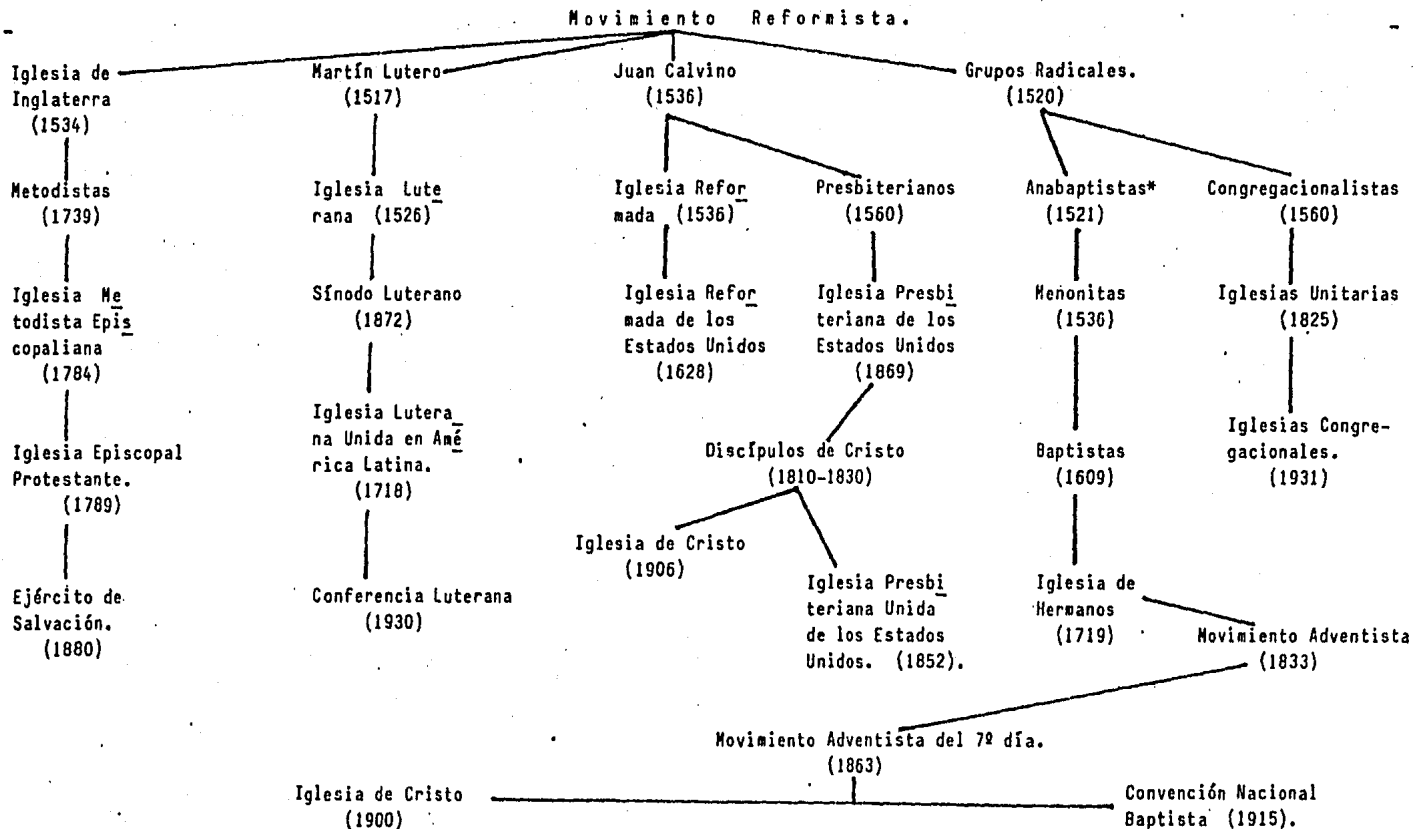 Movimiento Reformista.
Iglesia de
Inglaterra
(1534)
Martín Lutero
(1517)
Juan Calvino
(1536)
Grupos Radicales.
(1520)
Metodistas
(1739)
Iglesia Lute
rana (1526)
Iglesia Refor
mada (1536)
Presbiterianos
(1560)
Anabaptistas*
(1521)
Congregacionalistas
(1560)
Iglesia Me
todista Epis
copaliana
(1784)
Sínodo Luterano
(1872)
Iglesia Refor
mada de los
Estados Unidos
(1628)
Iglesia Presbi
teriana de los
Estados Unidos
(1869)
Menonitas
(1536)
Iglesias Unitarias
(1825)
Iglesia Episcopal
Protestante.
(1789)
Iglesia Lutera
na Unida en Amé
rica Latina.
(1718)
Discípulos de Cristo
(1810-1830)
Baptistas
(1609)
Iglesias Congre-
gacionales.
(1931)
Iglesia de Cristo
(1906)
Ejército de
Salvación.
(1880)
Conferencia Luterana
(1930)
Iglesia Presbi
teriana Unida
de los Estados
Unidos. (1852).
Iglesia de
Hermanos
(1719)
Movimiento Adventista
(1833)
Movimiento Adventista del 7º día.
(1863)
Iglesia de Cristo
(1900)
Convención Nacional
Baptista (1915).